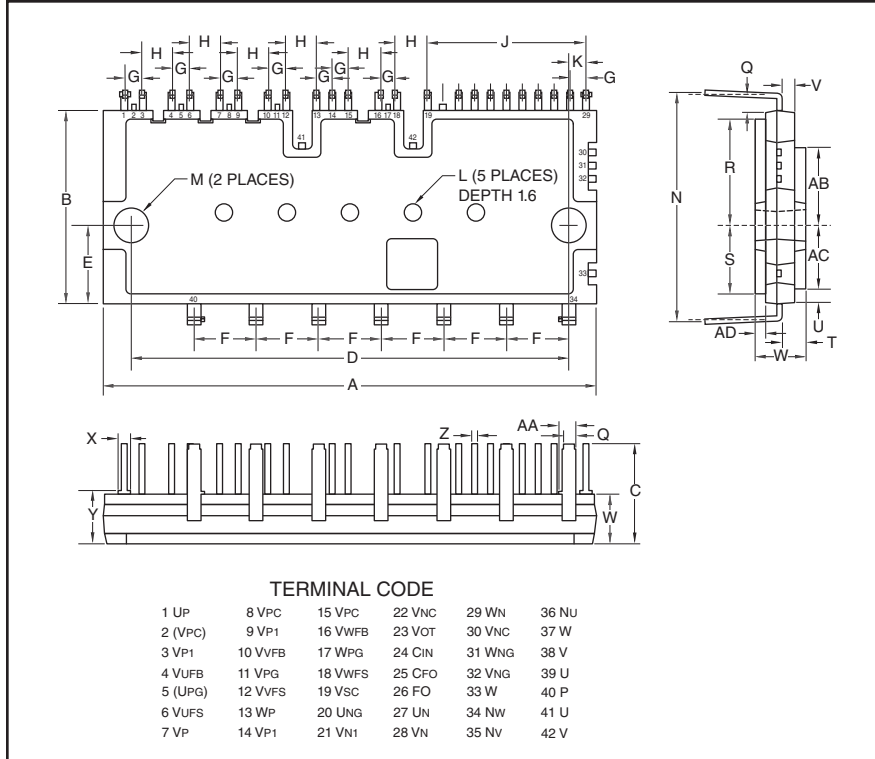 H H H H J
H H H K
G G G G G G G
1 2 3 4 5 6 7 8 9 10 11 12 13 14 15 16 17 18 19 29
41 42
30
31
32
M (2 PLACES)
L (5 PLACES)
DEPTH 1.6
B
E
33
40 34
F F F F F F
D
A
Q V
N
R
AB
S
AC
U
AD
T
W
X
Z
AA
Q
C
Y
W
TERMINAL CODE
1 UP 8 VPC 15 VPC 22 VNC 29 WN 36 NU
2 (VPC) 9 VP1 16 VWFB 23 VOT 30 VNC 37 W
3 VP1 10 VVFB 17 WPG 24 CIN 31 WNG 38 V
4 VUFB 11 VPG 18 VWFS 25 CFO 32 VNG 39 U
5 (UPG) 12 VVFS 19 VSC 26 FO 33 W 40 P
6 VUFS 13 WP 20 UNG 27 UN 34 NW 41 U
7 VP 14 VP1 21 VN1 28 VN 35 NV 42 V